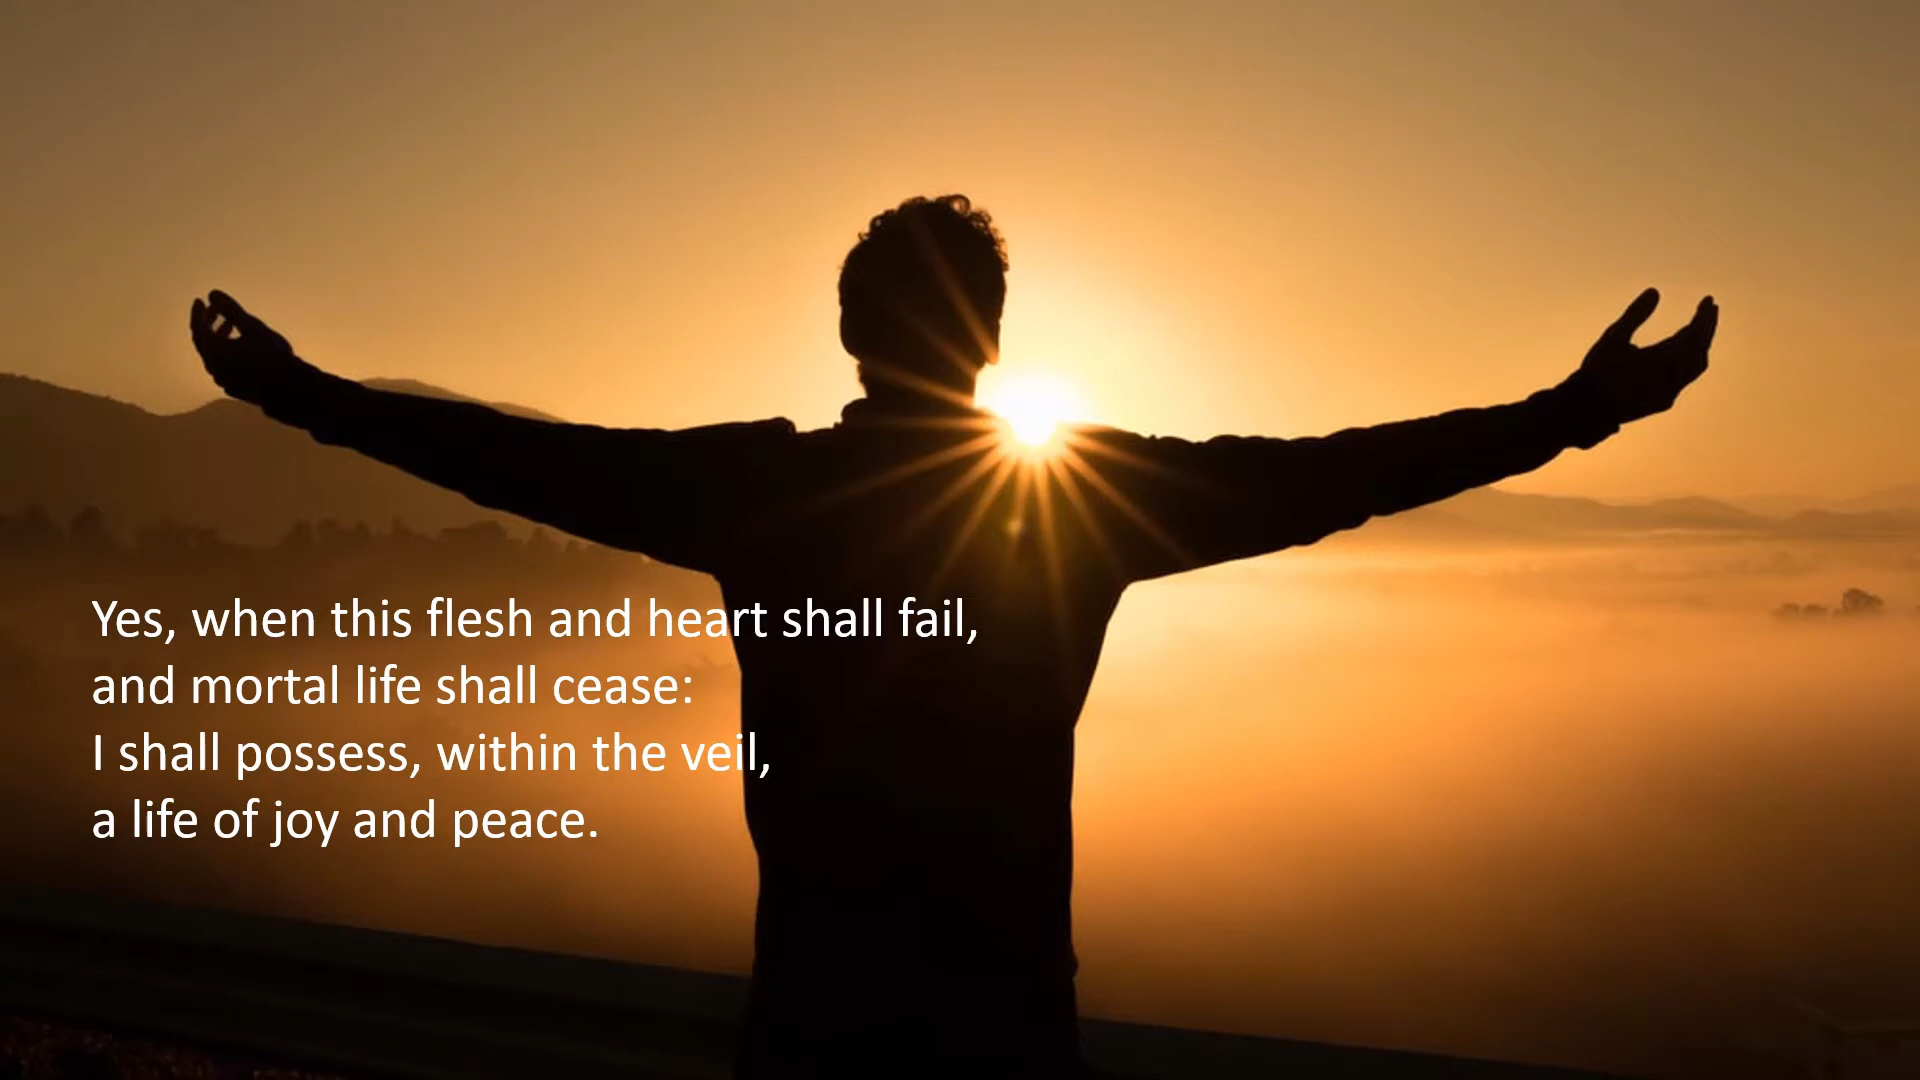 Yes, when this flesh and heart shall fail,
and mortal life shall cease:
I shall possess, within the veil,
a life of joy and peace.